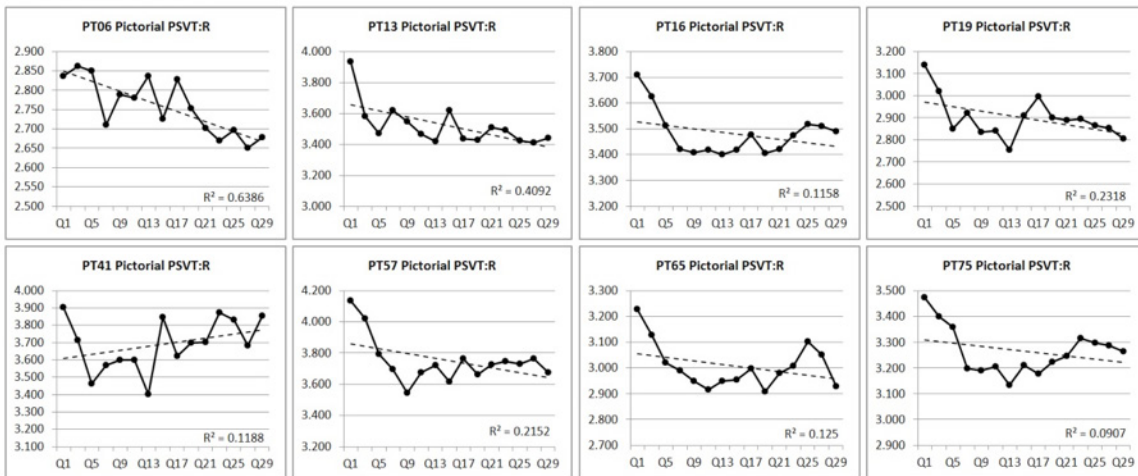 PT06 Pictorial PSVT:R
2.900
2.850
2.800
2.750
2.700
2.650
2.600
2.550
2.500
R² = 0.6386
Q1 Q5 Q9 Q13 Q17 Q21 Q25 Q29
PT13 Pictorial PSVT:R
4.000
3.800
3.600
3.400
3.200
3.000
R² = 0.4092
Q1 Q5 Q9 Q13 Q17 Q21 Q25 Q29
PT16 Pictorial PSVT:R
3.800
3.700
3.600
3.500
3.400
3.300
3.200
R² = 0.1158
Q1 Q5 Q9 Q13 Q17 Q21 Q25 Q29
PT19 Pictorial PSVT:R
3.200
3.100
3.000
2.900
2.800
2.700
2.600
2.500
R² = 0.2318
Q1 Q5 Q9 Q13 Q17 Q21 Q25 Q29
PT41 Pictorial PSVT:R
4.000
3.900
3.800
3.700
3.600
3.500
3.400
3.300
3.200
3.100
R² = 0.1188
Q1 Q5 Q9 Q13 Q17 Q21 Q25 Q29
PT57 Pictorial PSVT:R
4.200
4.000
3.800
3.600
3.400
3.200
R² = 0.2152
Q1 Q5 Q9 Q13 Q17 Q21 Q25 Q29
PT65 Pictorial PSVT:R
3.300
3.200
3.100
3.000
2.900
2.800
2.700
R² = 0.125
Q1 Q5 Q9 Q13 Q17 Q21 Q25 Q29
PT75 Pictorial PSVT:R
3.500
3.400
3.300
3.200
3.100
3.000
2.900
R² = 0.0907
Q1 Q5 Q9 Q13 Q17 Q21 Q25 Q29